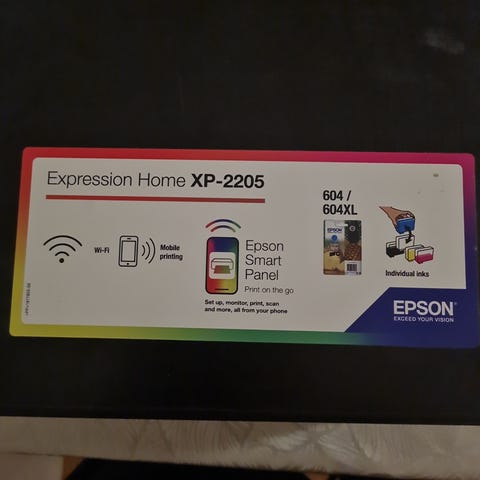 Expression Home XP-2205
Wi-Fi
Mobile
printing
Epson
Smart
Panel
Print on the go
Set up, monitor, print, scan
and more, all from your phone
604 /
604XL
EPSON
Individual inks
EPSON
EXCEED YOUR VISION